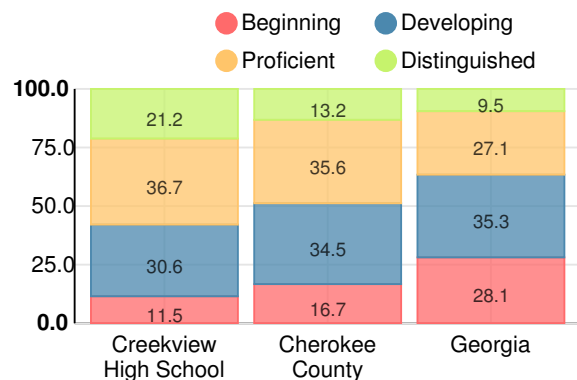 Beginning
Developing
Proficient
Distinguished
100.0
75.0
50.0
25.0
0.0
21.2
13.2
9.5
36.7
35.6
27.1
30.6
34.5
35.3
11.5
16.7
28.1
Creekview
High School
Cherokee
County
Georgia